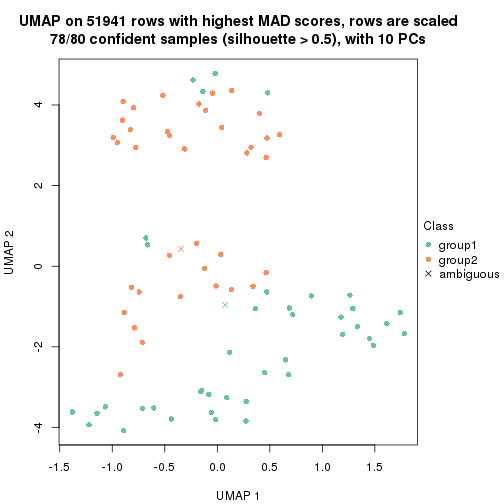 UMAP on 51941 rows with highest MAD scores, rows are scaled
78/80 confident samples (silhouette > 0.5), with 10 PCs
UMAP 2
4
2
0
-2
-4
-1.5
-1.0
-0.5
0.0
0.5
1.0
1.5
UMAP 1
Class
group1
group2
ambiguous